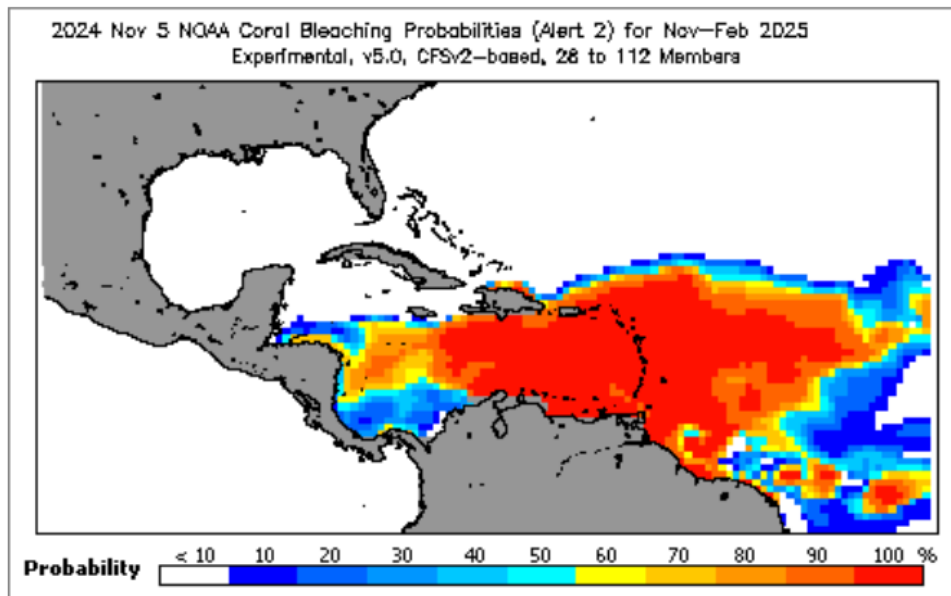 2024 Nov 5 NOAA Coral Bleaching Probabilities (Alert 2) for Nov-Feb 2025
Experimental, v5.0, CFSv2-based, 28 to 112 Members
Probability < 10 10 20 30 40 50 60 70 80 90 100 %